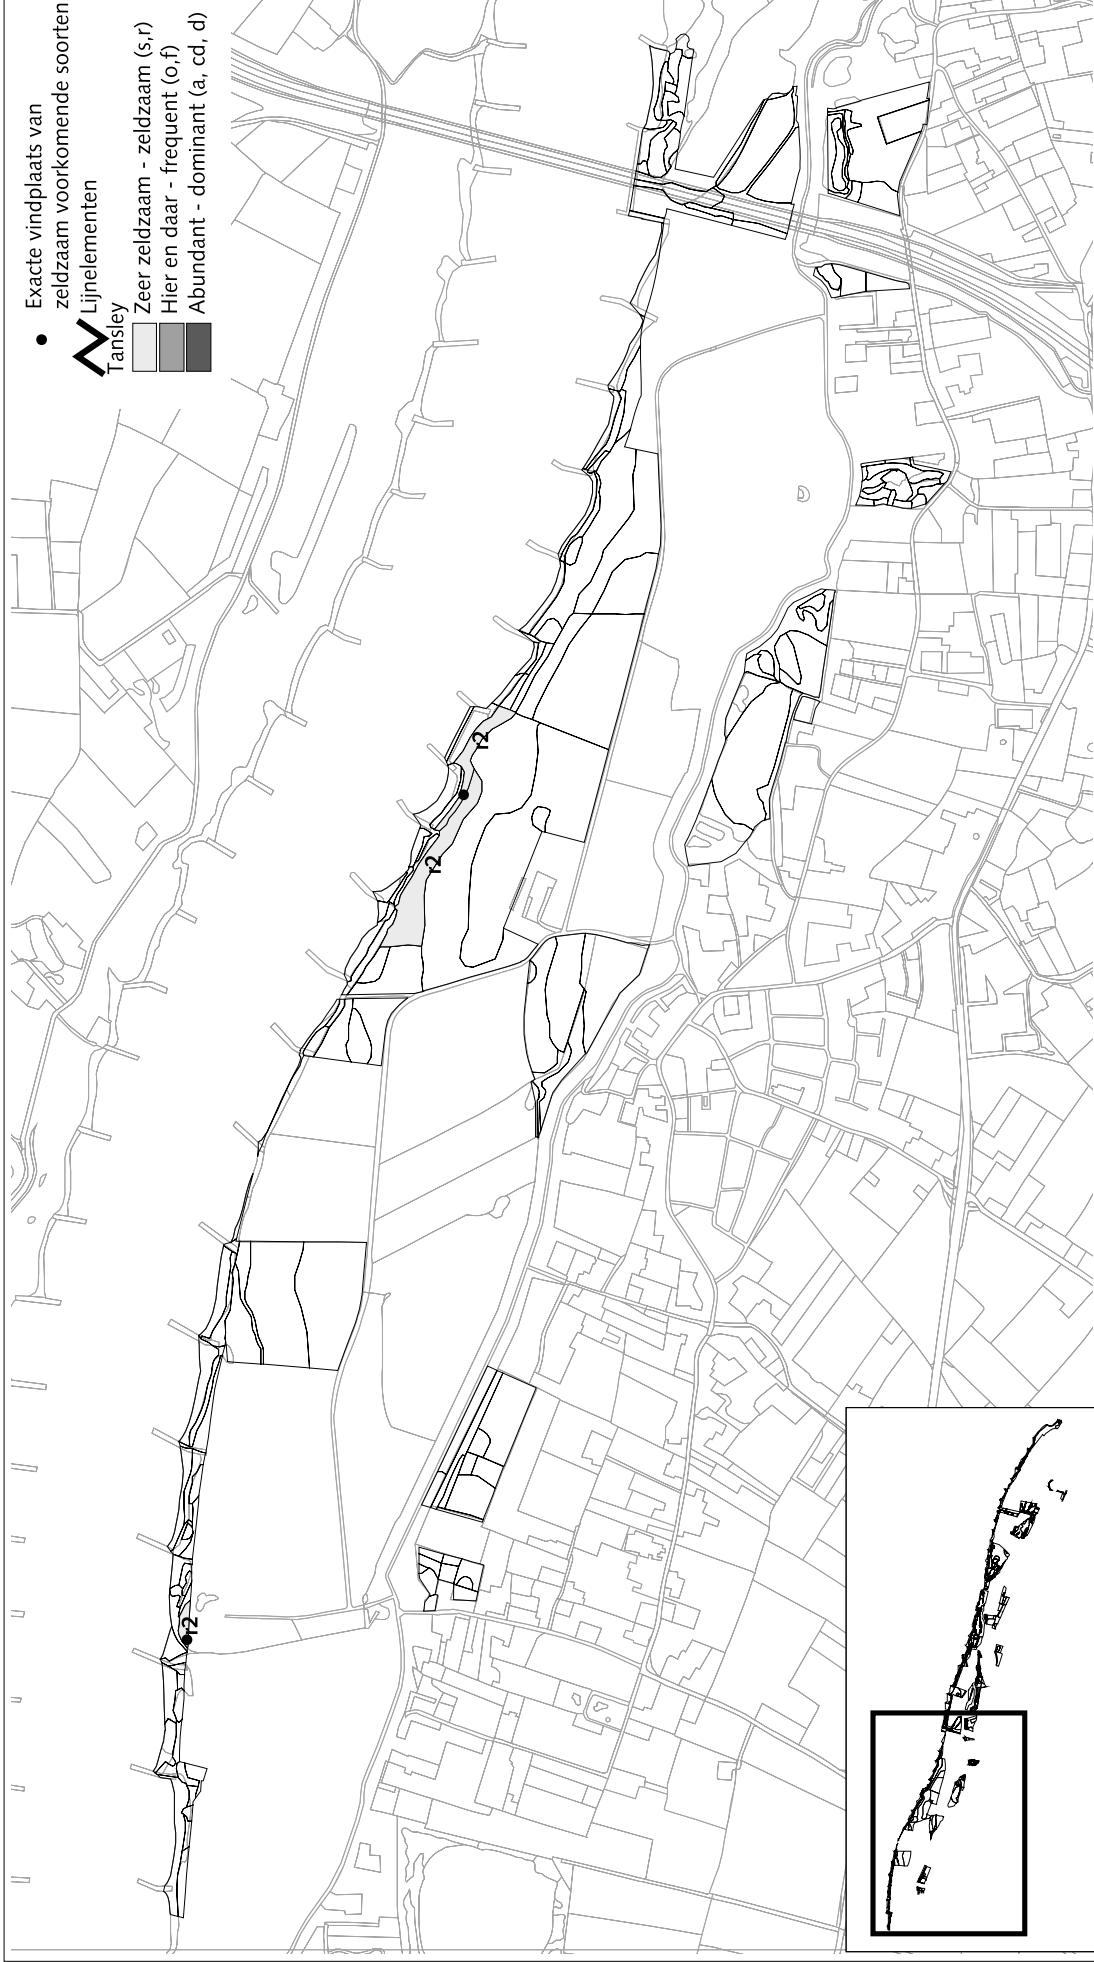 Exacte vindplaats van
zeldzaam voorkomende soorten
Lijnelementen
Tansley
Zeer zeldzaam - zeldzaam (s,r)
Hier en daar - frequent (o,f)
Abundant - dominant (a, cd, d)
r2
r2
r2